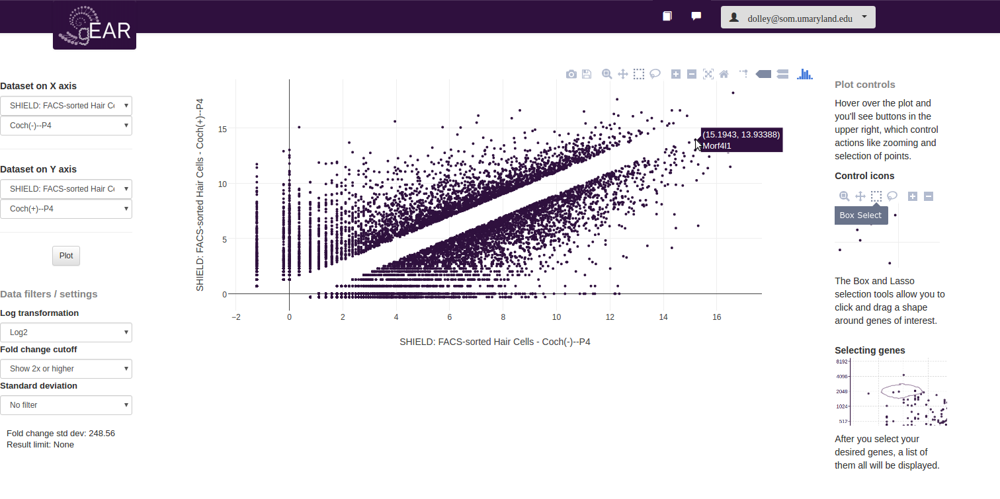 gEAR
dolley@som.umaryland.edu
Dataset on X axis
SHIELD: FACS-sorted Hair Ce
Coch(-)--P4
Dataset on Y axis
SHIELD: FACS-sorted Hair Ce
Coch(+)--P4
Plot
Data filters / settings
Log transformation
Log2
Fold change cutoff
Show 2x or higher
Standard deviation
No filter
Fold change std dev: 248.56
Result limit: None
SHIELD: FACS-sorted Hair Cells - Coch(+)--P4
15
10
5
0
−2
0
2
4
6
8
10
12
14
16
SHIELD: FACS-sorted Hair Cells - Coch(-)--P4
(15.1943, 13.93388)
Morf4l1
Plot controls
Hover over the plot and
you'll see buttons in the
upper right, which control
actions like zooming and
selection of points.
Control icons
Box Select
The Box and Lasso
selection tools allow you to
click and drag a shape
around genes of interest.
Selecting genes
8192
4096
2048
1024
512
After you select your
desired genes, a list of
them all will be displayed.